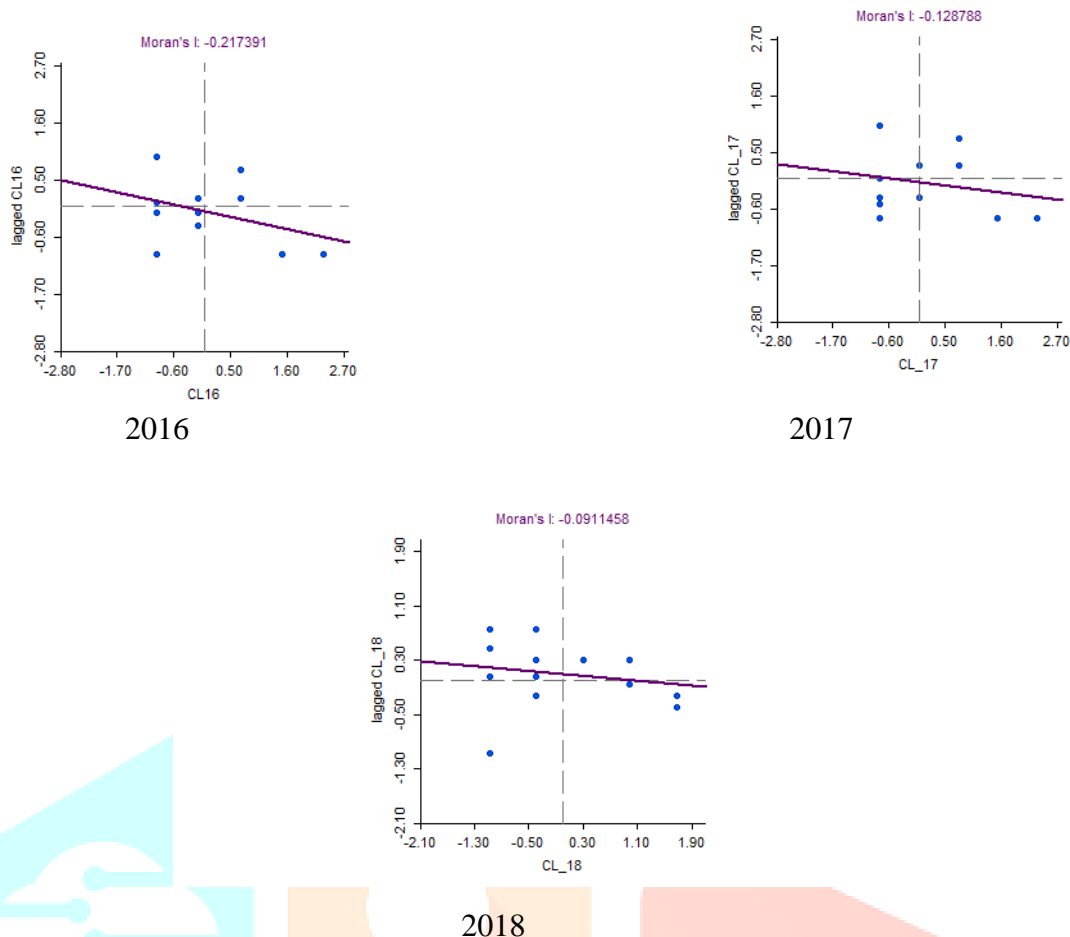 Moran's I: -0.217391
2.70
1.60
0.50
-0.60
-1.70
-2.80
lagged CL16
-2.80 -1.70 -0.60 0.50 1.60 2.70
CL16
2016
Moran's I: -0.128788
2.70
1.60
0.50
-0.60
-1.70
-2.80
lagged CL_17
-2.80 -1.70 -0.60 0.50 1.60 2.70
CL_17
2017
Moran's I: -0.0911458
1.90
1.10
0.30
-0.50
-1.30
-2.10
lagged CL_18
-2.10 -1.30 -0.50 0.30 1.10 1.90
CL_18
2018